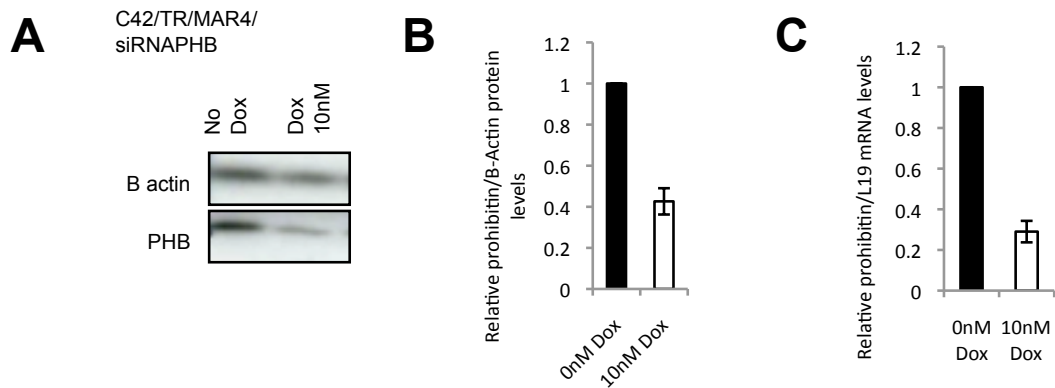 A
C42/TR/MAR4/
siRNAPHB
No
Dox
Dox
10nM
B actin
PHB
B
Relative prohibitin/B-Actin protein
levels
1.2
1
0.8
0.6
0.4
0.2
0
0nM Dox
10nM Dox
C
Relative prohibitin/L19 mRNA levels
1.2
1
0.8
0.6
0.4
0.2
0
0nM
Dox
10nM
Dox